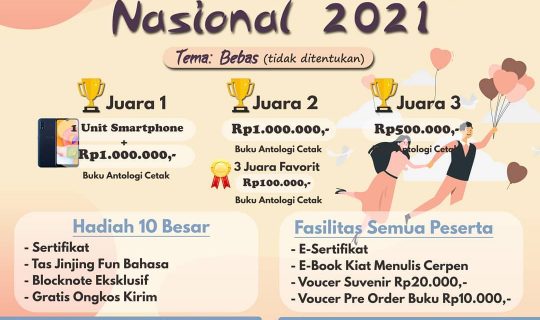 Nasional 2021
Tema: Bebas (tidak ditentukan)
Juara 1
1 Unit Smartphone
+
Rp1.000.000,-
Buku Antologi Cetak
Juara 2
Rp1.000.000,-
Buku Antologi Cetak
3 Juara Favorit
Rp100.000,-
Buku Antologi Cetak
Juara 3
Rp500.000,-
Antologi Cetak
Hadiah 10 Besar
- Sertifikat
- Tas Jinjing Fun Bahasa
- Blocknote Eksklusif
- Gratis Ongkos Kirim
Fasilitas Semua Peserta
- E-Sertifikat
- E-Book Kiat Menulis Cerpen
- Voucer Suvenir Rp20.000,-
- Voucer Pre Order Buku Rp10.000,-